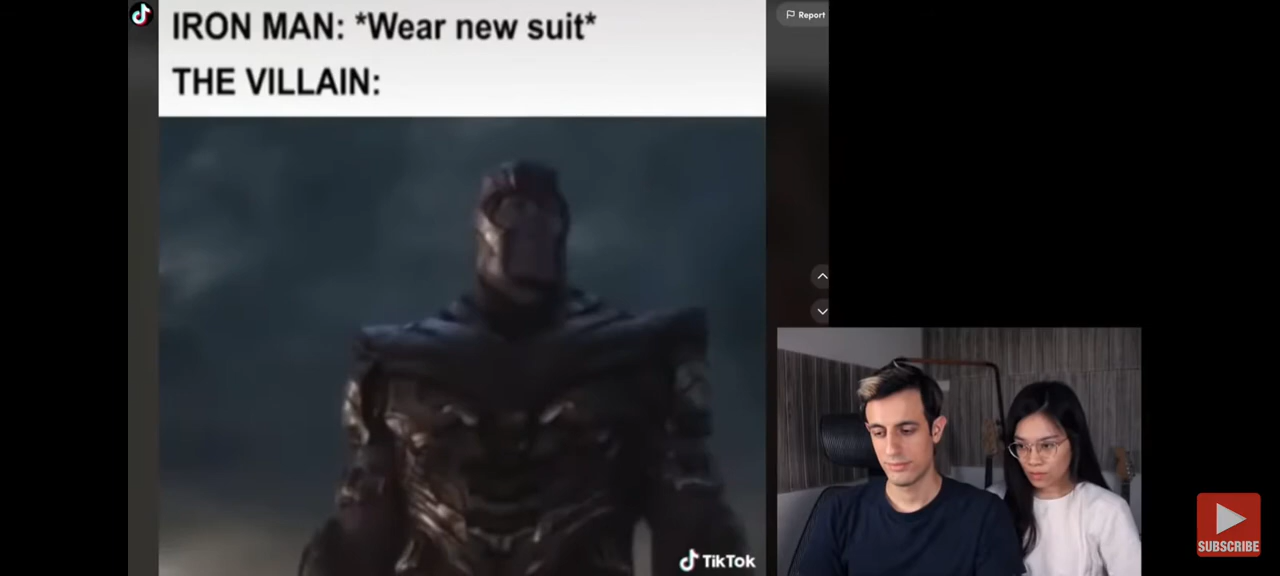 IRON MAN: *Wear new suit*
THE VILLAIN:
Report
TikTok
SUBSCRIBE